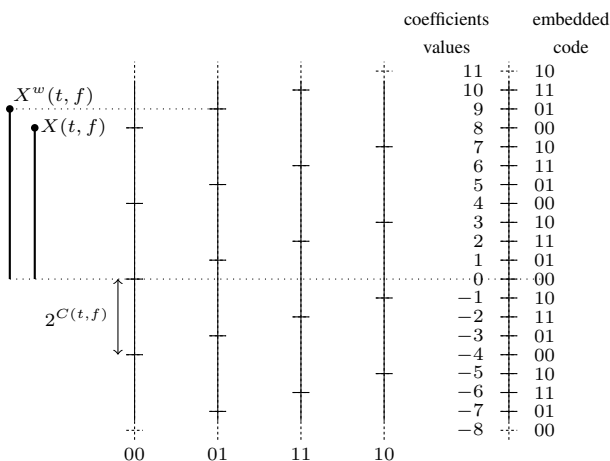 coefficients embedded
values code
11 10
X^w(t, f) 10 11
9 01
X(t, f) 8 00
7 10
6 11
5 01
4 00
3 10
2 11
1 01
0 00
−1 10
2^{C(t,f)} −2 11
−3 01
−4 00
−5 10
−6 11
−7 01
−8 00
00 01 11 10